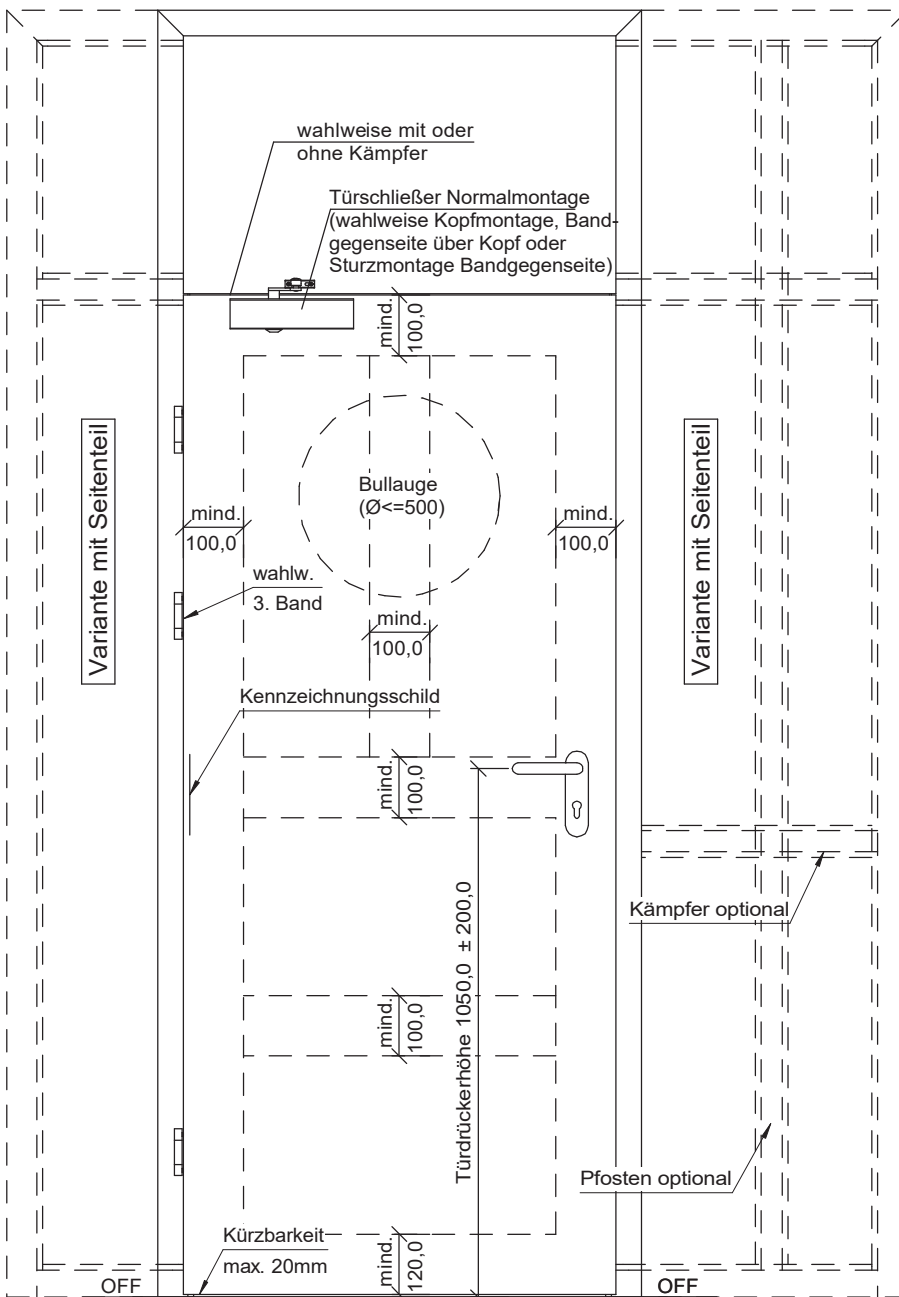 wahlweise mit oder
ohne Kämpfer
Türschließer Normalmontage
(wahlweise Kopfmontage, Band-
gegenseite über Kopf oder
Sturzmontage Bandgegenseite)
mind.
100,0
Variante mit Seitenteil
Variante mit Seitenteil
Bullauge
(Ø<=500)
mind.
100,0
mind.
100,0
wahlw.
3. Band
mind.
100,0
Kennzeichnungsschild
mind.
100,0
Türdrückerhöhe 1050,0 ± 200,0
Kämpfer optional
mind.
100,0
Pfosten optional
Kürzbarkeit
max. 20mm
mind.
120,0
OFF
OFF